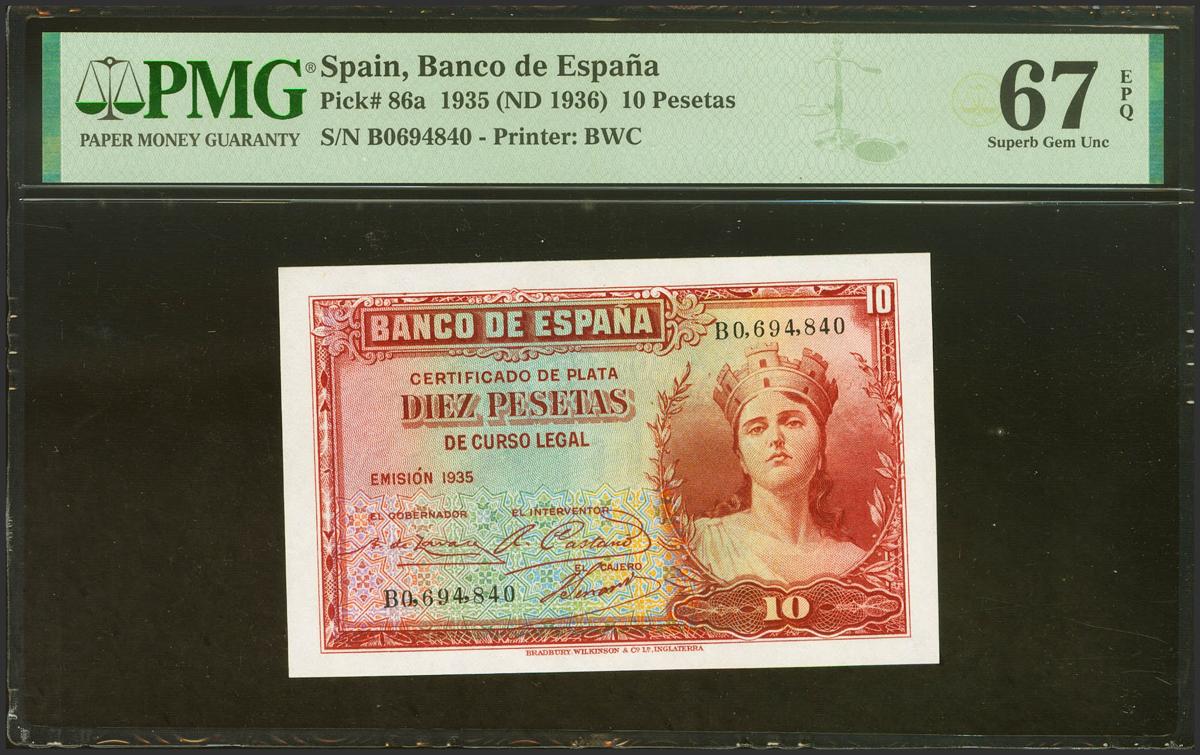 PMG® Spain, Banco de España
Pick# 86a 1935 (ND 1936) 10 Pesetas
PAPER MONEY GUARANTY S/N B0694840 - Printer: BWC
67 EPQ
Superb Gem Unc
BANCO DE ESPAÑA
10
B0,694,840
CERTIFICADO DE PLATA
DIEZ PESETAS
DE CURSO LEGAL
EMISIÓN 1935
EL GOBERNADOR EL INTERVENTOR
EL CAJERO
B0,694,840
10
BRADBURY, WILKINSON & Cº Lᵈ, INGLATERRA